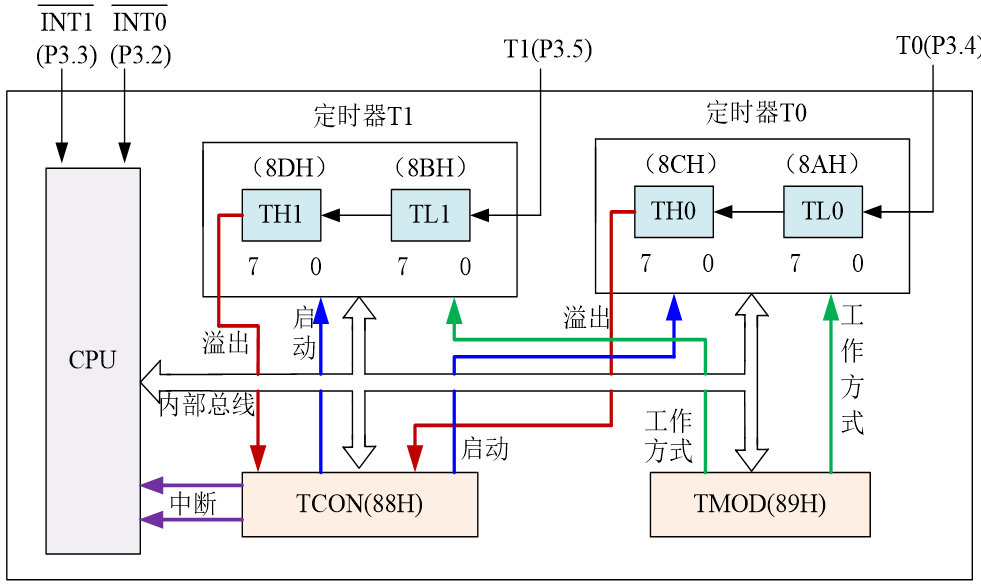 INT1 INT0
(P3.3) (P3.2)
T1(P3.5)
T0(P3.4)
定时器T1
定时器T0
（8DH） （8BH）
（8CH） （8AH）
TH1 TL1
TH0 TL0
7 0 7 0
7 0 7 0
溢出
启
动
溢出
工
作
方
式
CPU
内部总线
启动
工作
方式
中断
TCON(88H)
TMOD(89H)